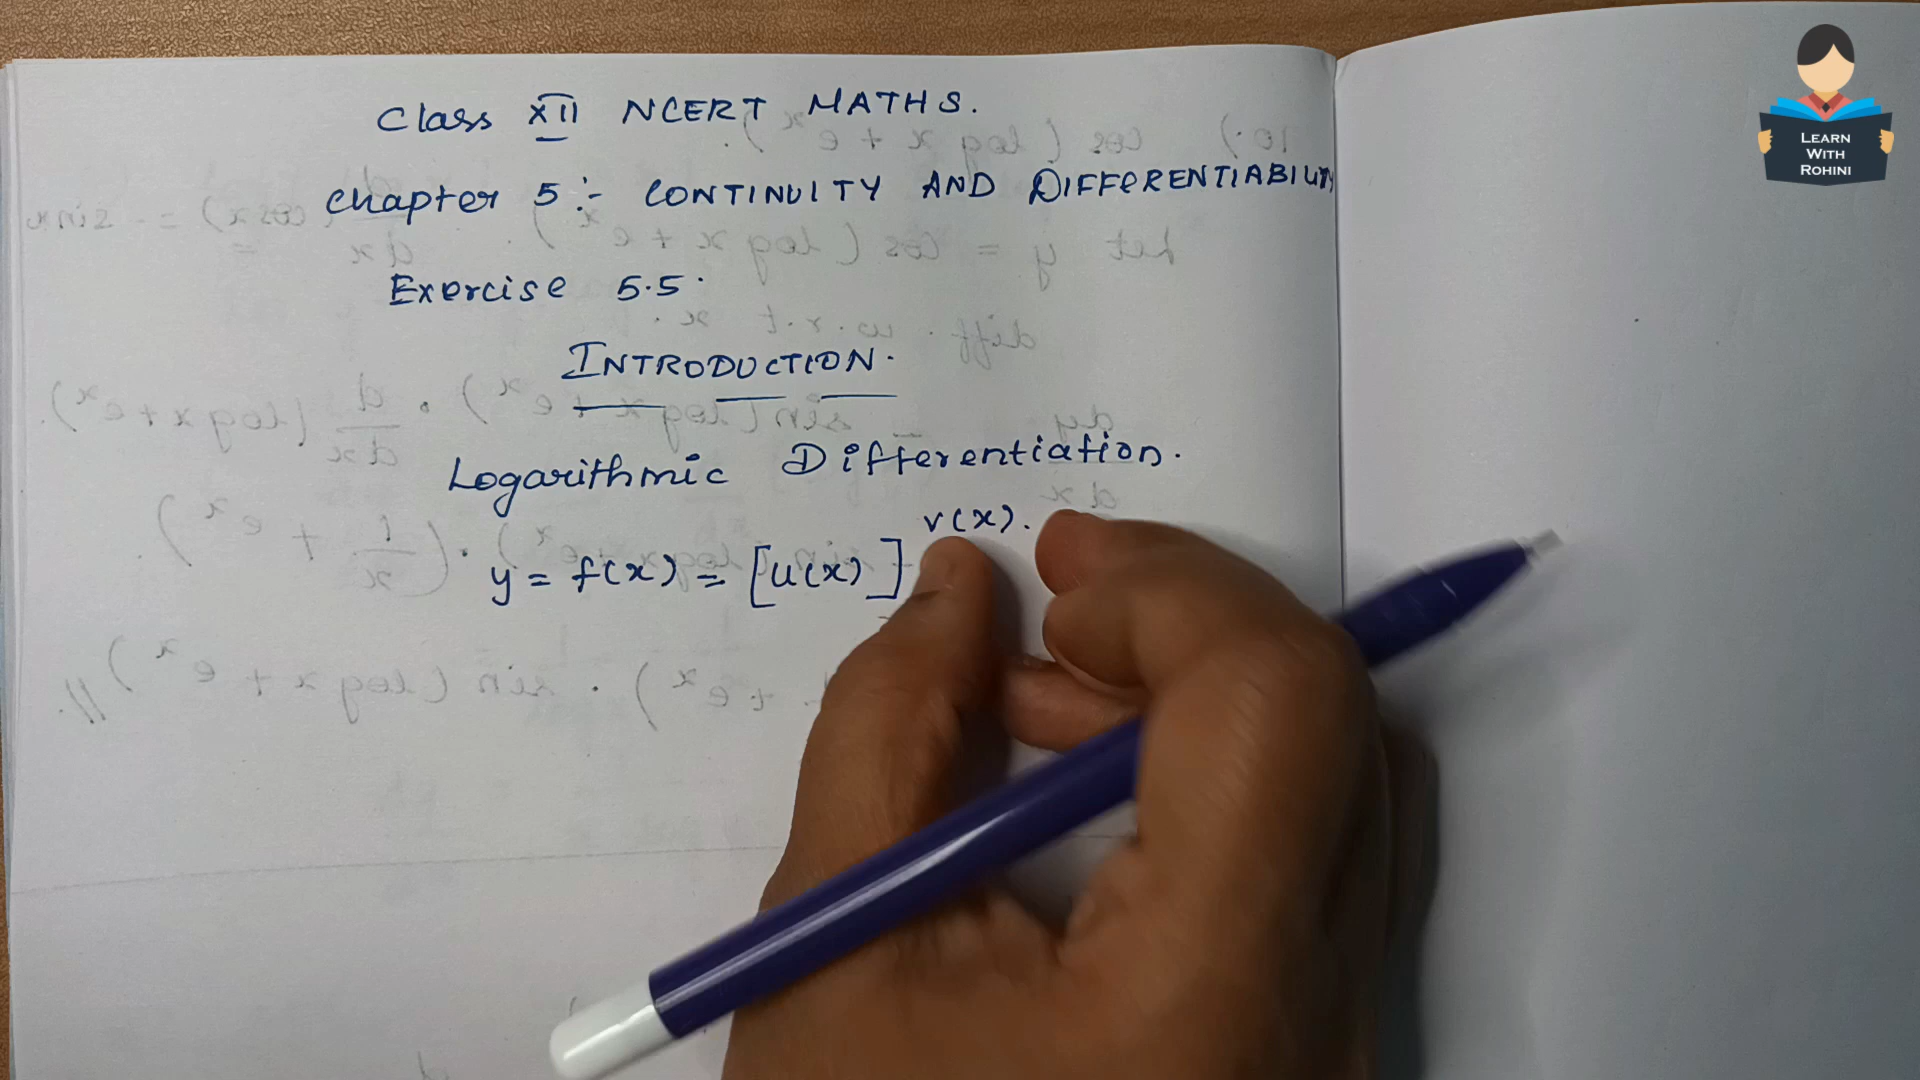 Class XII NCERT MATHS.
Chapter 5 :- CONTINUITY AND DIFFERENTIABILITY
Exercise 5.5.
INTRODUCTION.
Logarithmic Differentiation.
y = f(x) = [u(x)]^v(x).
LEARN
WITH
ROHINI